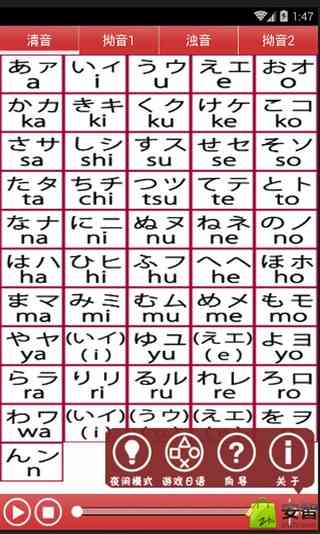 1:47
清音 拗音1 浊音 拗音2
あア いイ うウ えエ おオ
a i u e o
かカ きキ くク けケ こコ
ka ki ku ke ko
さサ しシ すス せセ そソ
sa shi su se so
たタ ちチ つツ てテ とト
ta chi tsu te to
なナ にニ ぬヌ ねネ のノ
na ni nu ne no
はハ ひヒ ふフ へヘ ほホ
ha hi hu he ho
まマ みミ むム めメ もモ
ma mi mu me mo
やヤ (いイ) ゆユ (えエ) よヨ
ya (i) yu (e) yo
らラ りリ るル れレ ろロ
ra ri ru re ro
わワ (いイ) (うウ) (えエ) をヲ
wa (i)
んン
n
夜间模式 游戏日语 向导 关于